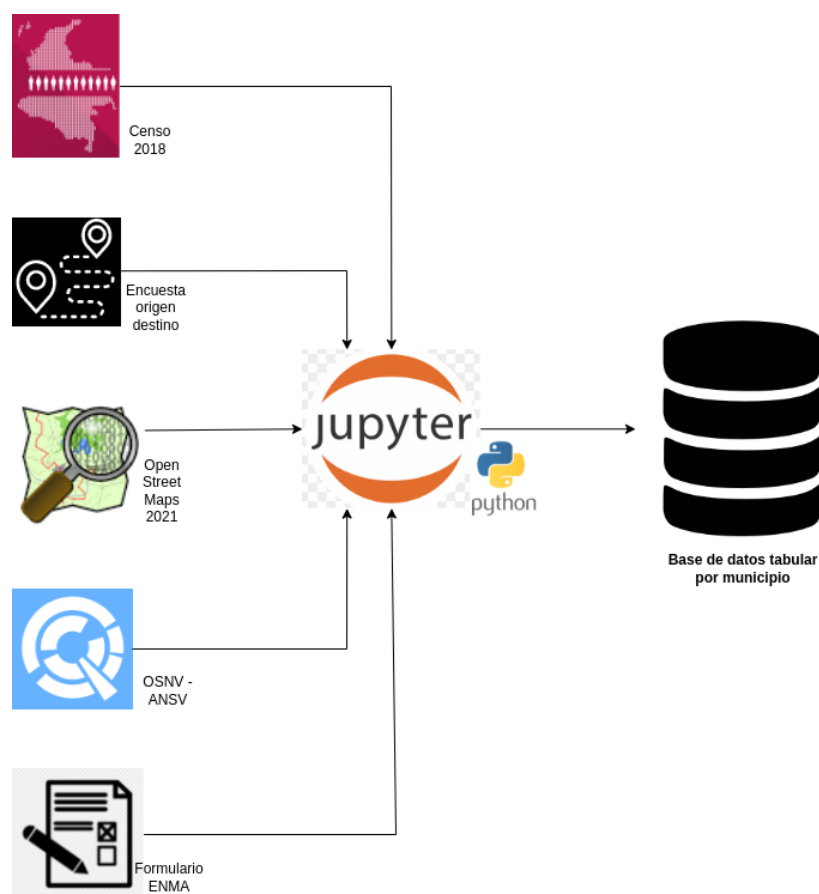 Censo
2018
Encuesta
origen
destino
Open
Street
Maps
2021
jupyter
python
Base de datos tabular
por municipio
OSNV -
ANSV
Formulario
ENMA